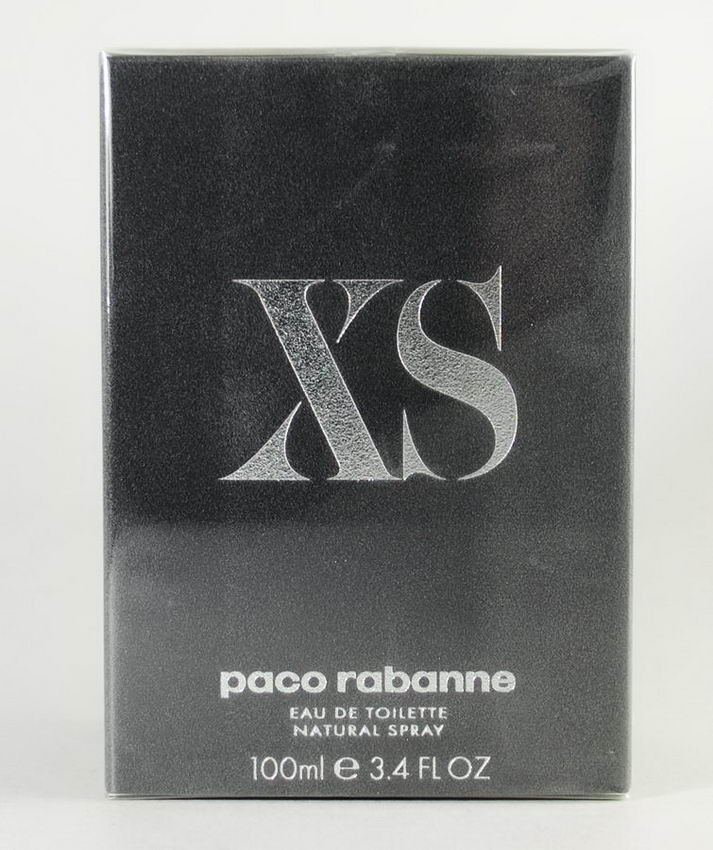 XS
paco rabanne
EAU DE TOILETTE
NATURAL SPRAY
100ml ℮ 3.4 FL OZ